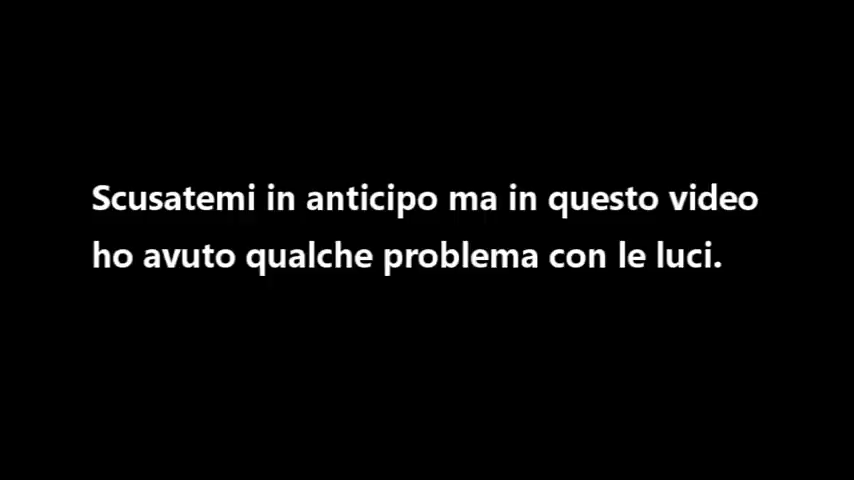 Scusatemi in anticipo ma in questo video
ho avuto qualche problema con le luci.